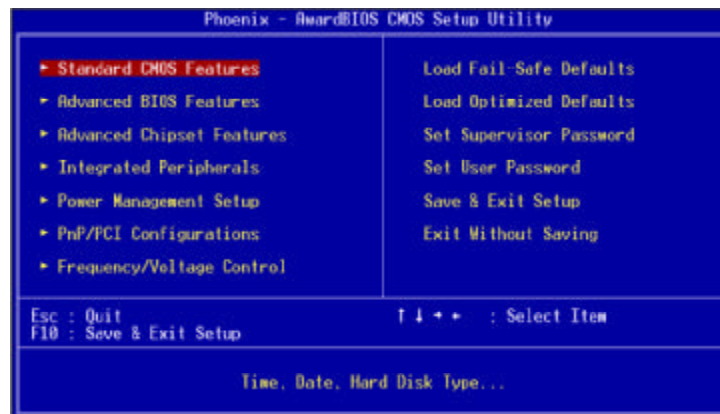 Phoenix - AwardBIOS CMOS Setup Utility
► Standard CMOS Features
► Advanced BIOS Features
► Advanced Chipset Features
► Integrated Peripherals
► Power Management Setup
► PnP/PCI Configurations
► Frequency/Voltage Control
Load Fail-Safe Defaults
Load Optimized Defaults
Set Supervisor Password
Set User Password
Save & Exit Setup
Exit Without Saving
Esc : Quit
F10 : Save & Exit Setup
↑ ↓ → ← : Select Item
Time, Date, Hard Disk Type...